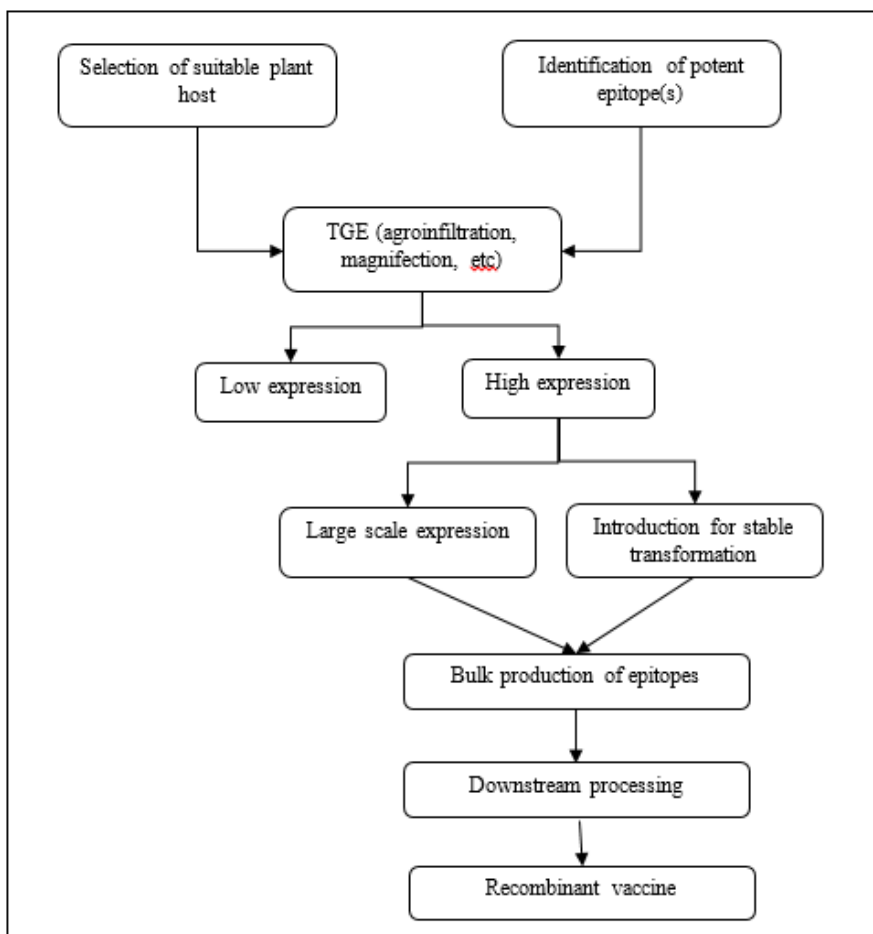 Selection of suitable plant
host
Identification of potent
epitope(s)
TGE (agroinfiltration,
magnifection, etc)
Low expression
High expression
Large scale expression
Introduction for stable
transformation
Bulk production of epitopes
Downstream processing
Recombinant vaccine